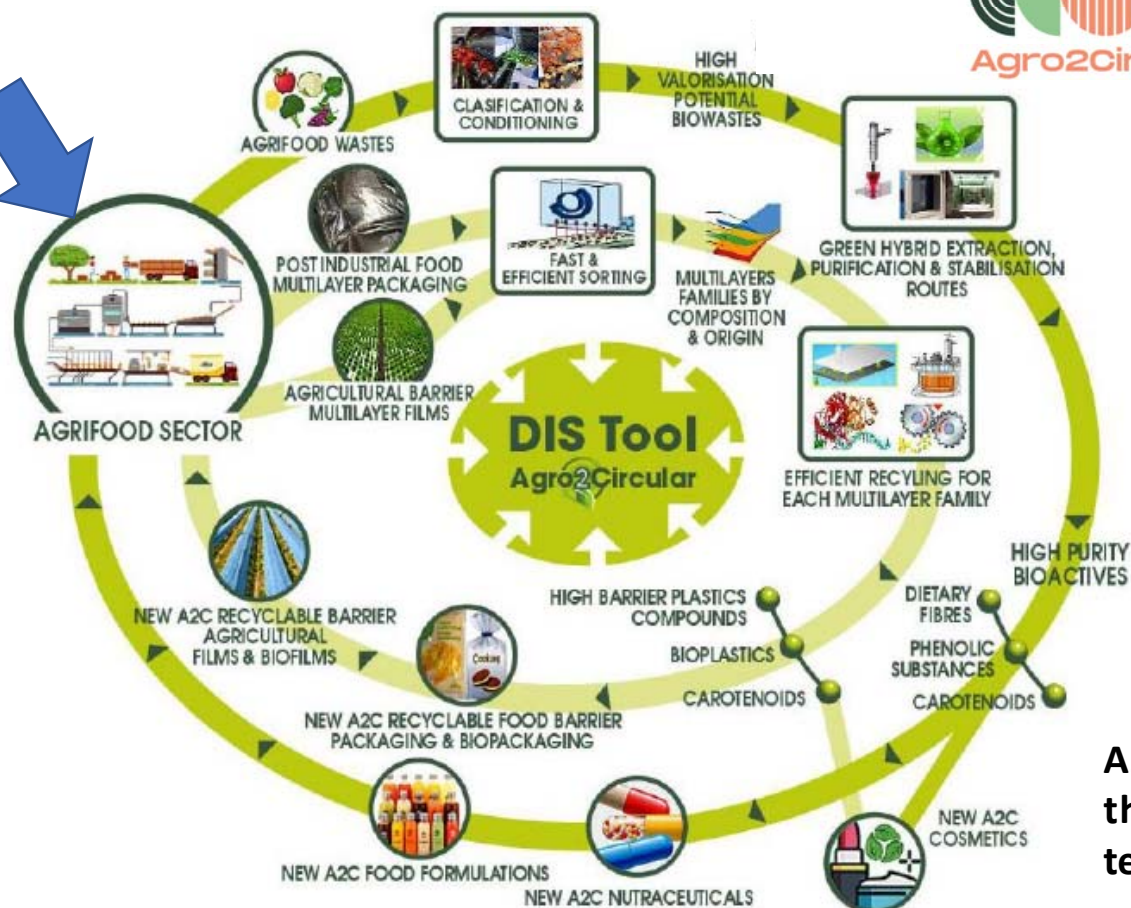 Agro2Cir
AGRIFOOD WASTES
CLASIFICATION &
CONDITIONING
HIGH
VALORISATION
POTENTIAL
BIOWASTES
GREEN HYBRID EXTRACTION,
PURIFICATION & STABILISATION
ROUTES
POST INDUSTRIAL FOOD
MULTILAYER PACKAGING
FAST &
EFFICIENT SORTING
MULTILAYERS
FAMILIES BY
COMPOSITION
& ORIGIN
AGRICULTURAL BARRIER
MULTILAYER FILMS
AGRIFOOD SECTOR
DIS Tool
Agro2Circular
EFFICIENT RECYLING FOR
EACH MULTILAYER FAMILY
HIGH PURITY
BIOACTIVES
NEW A2C RECYCLABLE BARRIER
AGRICULTURAL
FILMS & BIOFILMS
HIGH BARRIER PLASTICS
COMPOUNDS
BIOPLASTICS
CAROTENOIDS
DIETARY
FIBRES
PHENOLIC
SUBSTANCES
CAROTENOIDS
Cookies
NEW A2C RECYCLABLE FOOD BARRIER
PACKAGING & BIOPACKAGING
NEW A2C FOOD FORMULATIONS
NEW A2C NUTRACEUTICALS
NEW A2C
COSMETICS
A
th
te